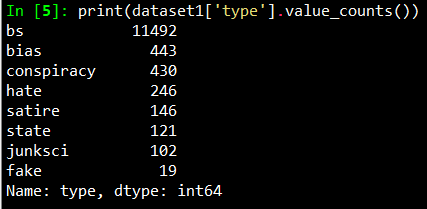 In [5]: print(dataset1['type'].value_counts())
bs 11492
bias 443
conspiracy 430
hate 246
satire 146
state 121
junksci 102
fake 19
Name: type, dtype: int64